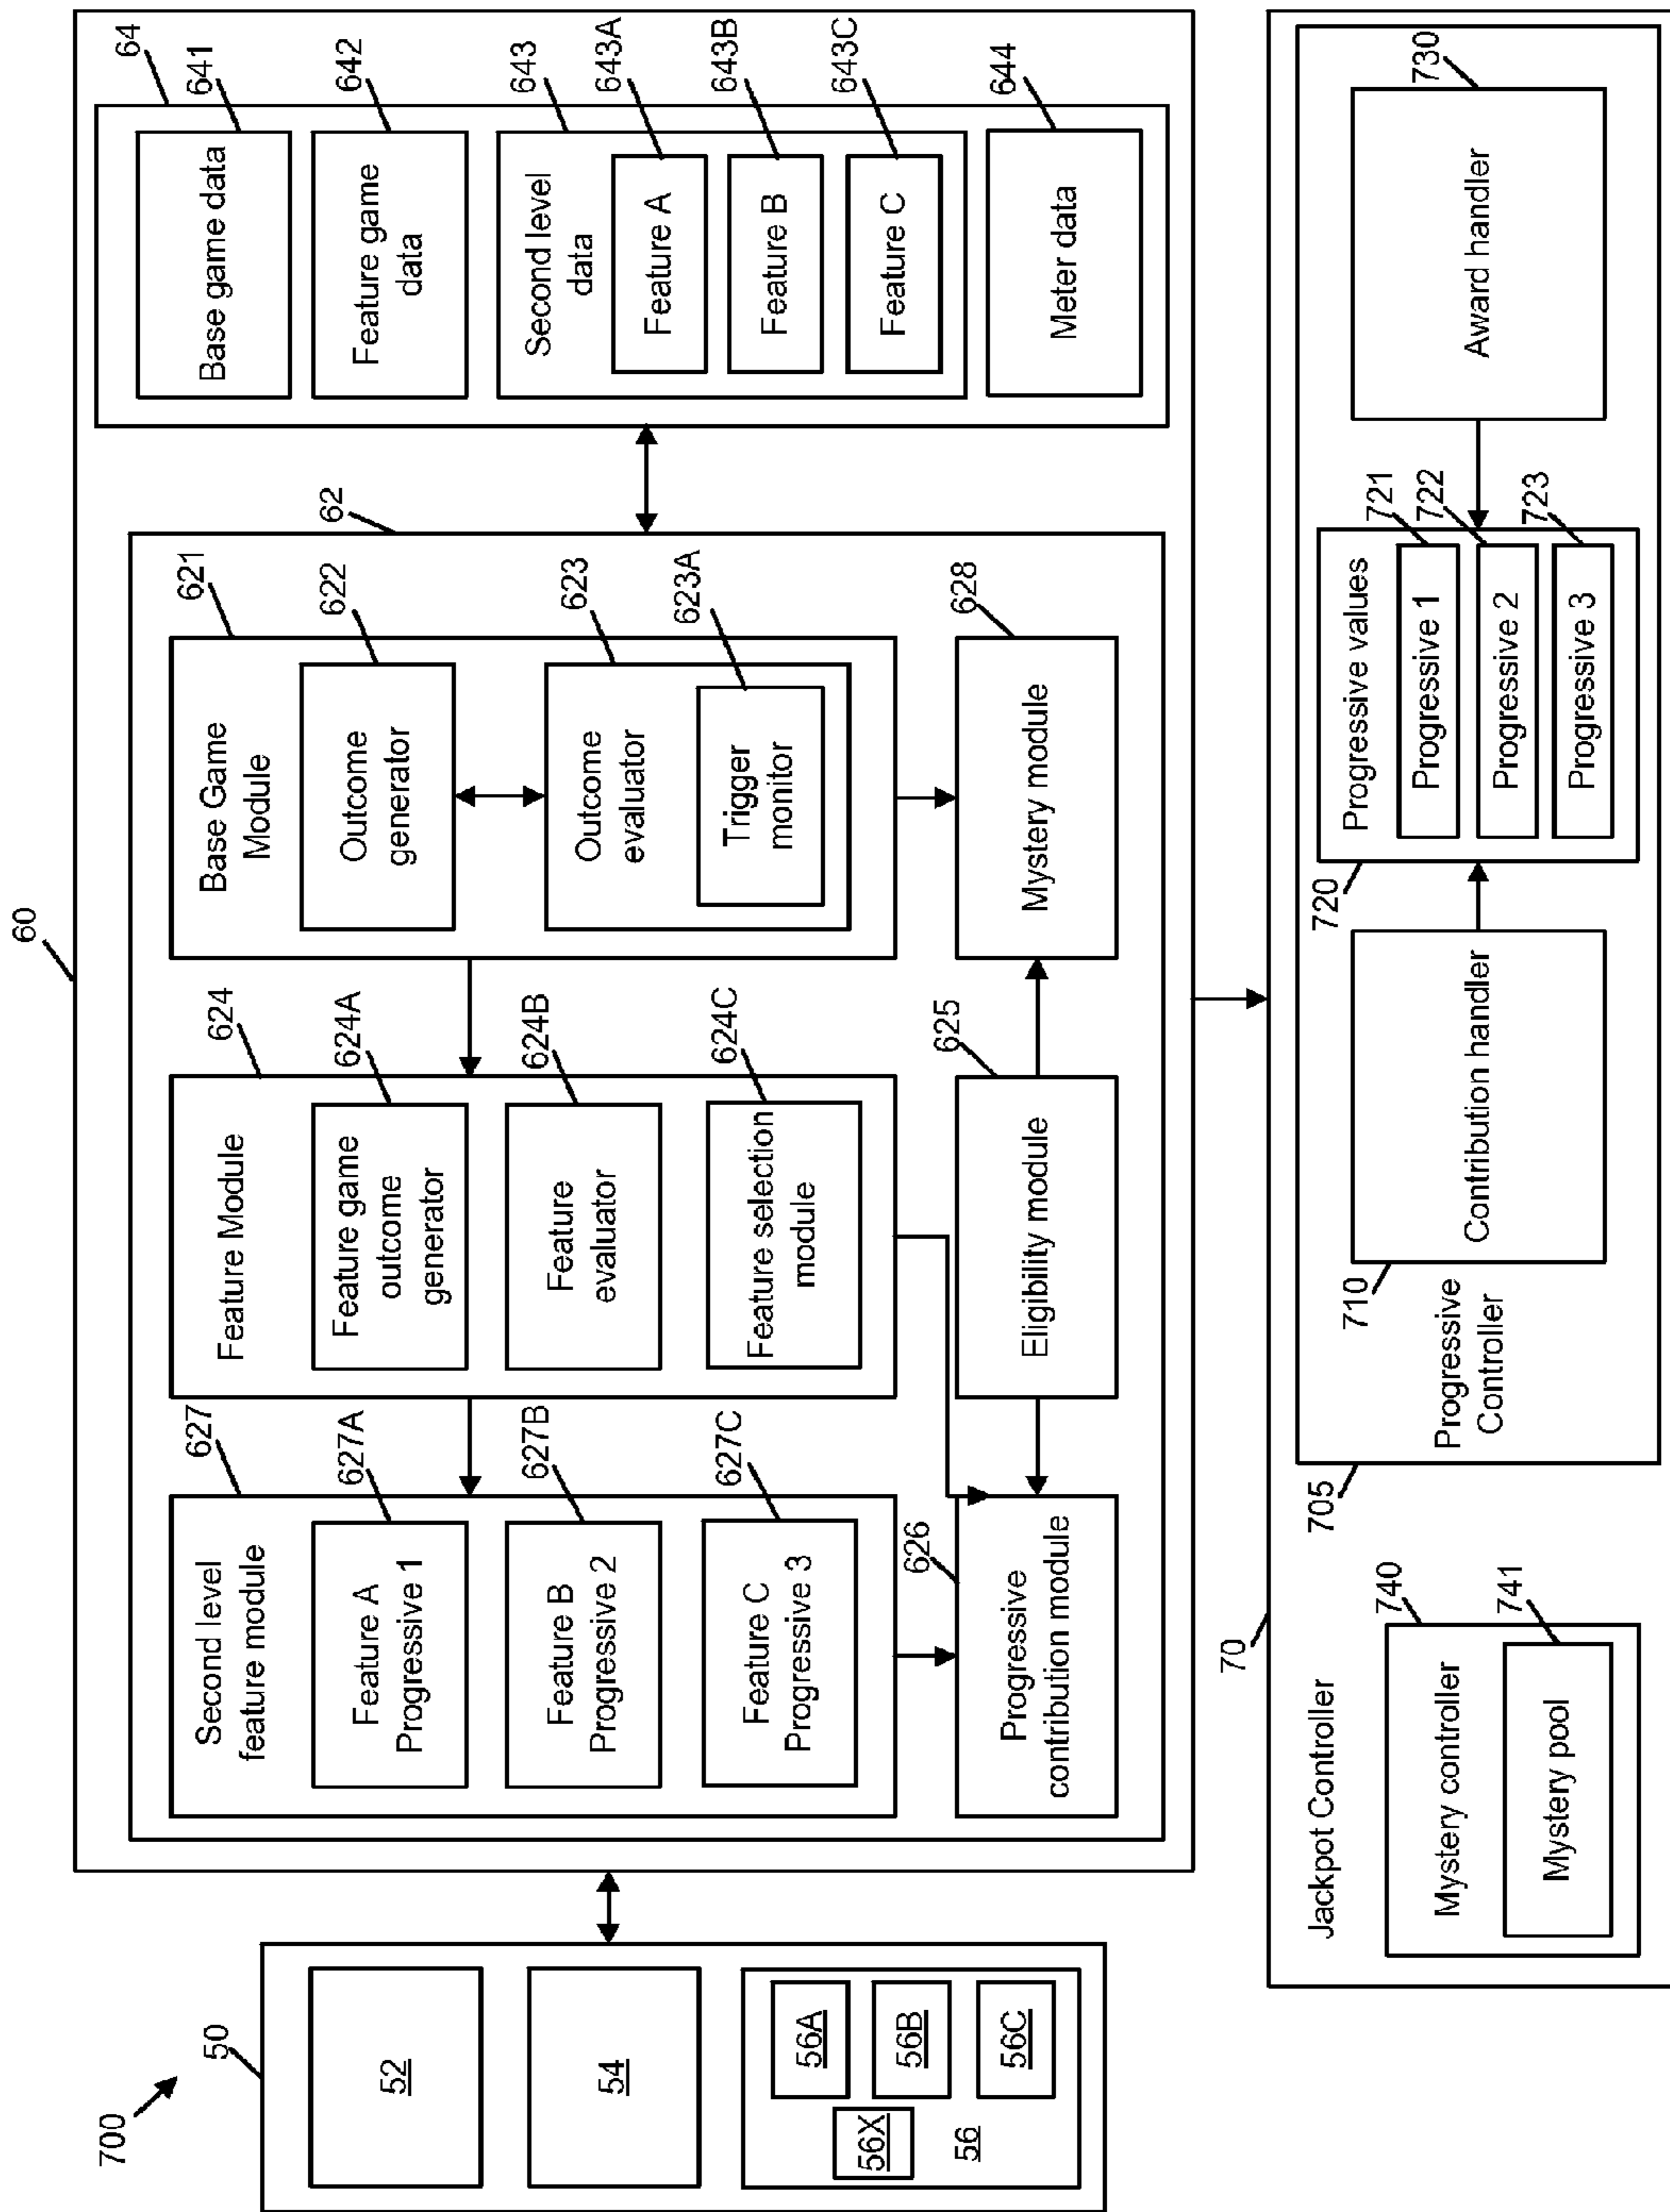 700
50
52
54
56A
56B
56C
56X
56
60
62
Second level
feature module
627
Feature A
Progressive 1
627A
Feature B
Progressive 2
627B
Feature C
Progressive 3
627C
Progressive
contribution module
626
Feature Module
624
Feature game
outcome
generator
624A
Feature
evaluator
624B
Feature selection
module
624C
Eligibility module
625
Base Game
Module
621
Outcome
generator
622
Outcome
evaluator
623
Trigger
monitor
623A
Mystery module
628
64
Base game data
641
Feature game
data
642
Second level
data
643
Feature A
643A
Feature B
643B
Feature C
643C
Meter data
644
Jackpot Controller
70
Mystery controller
740
Mystery pool
741
705
Progressive
Controller
710
Contribution handler
720
Progressive values
Progressive 1
721
Progressive 2
722
Progressive 3
723
Award handler
730